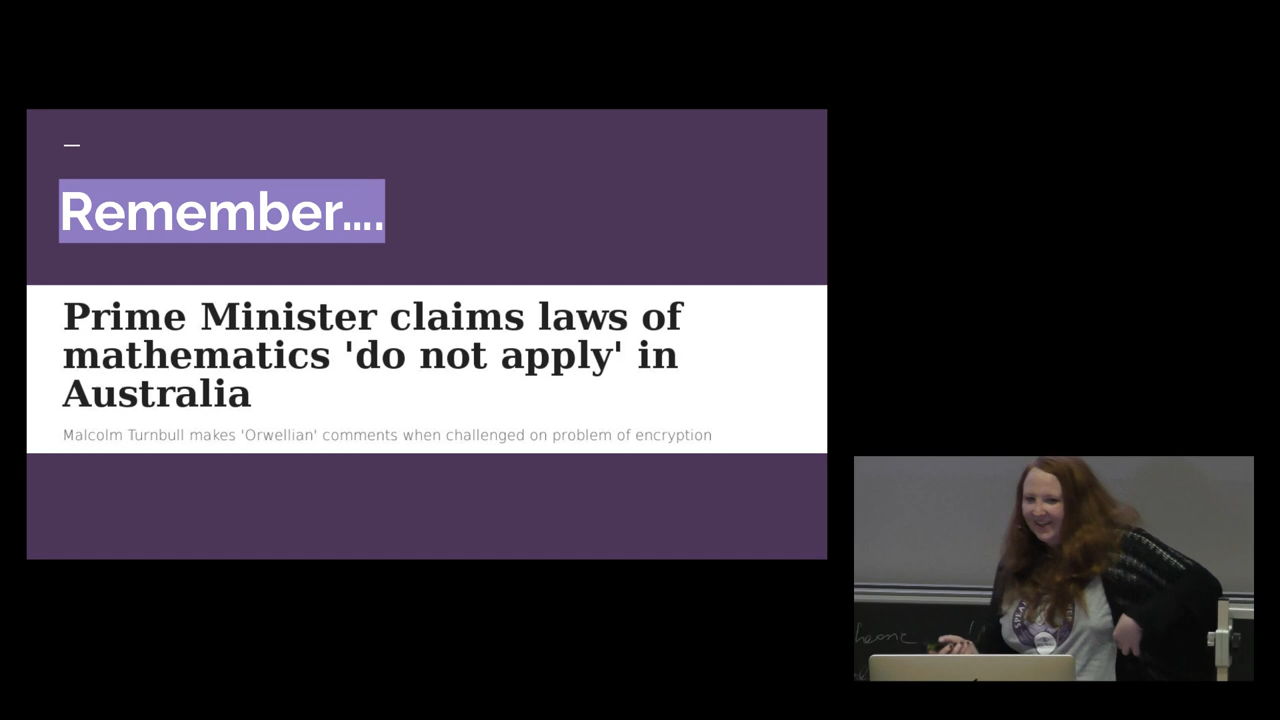 Remember....
Prime Minister claims laws of
mathematics 'do not apply' in
Australia
Malcolm Turnbull makes 'Orwellian' comments when challenged on problem of encryption